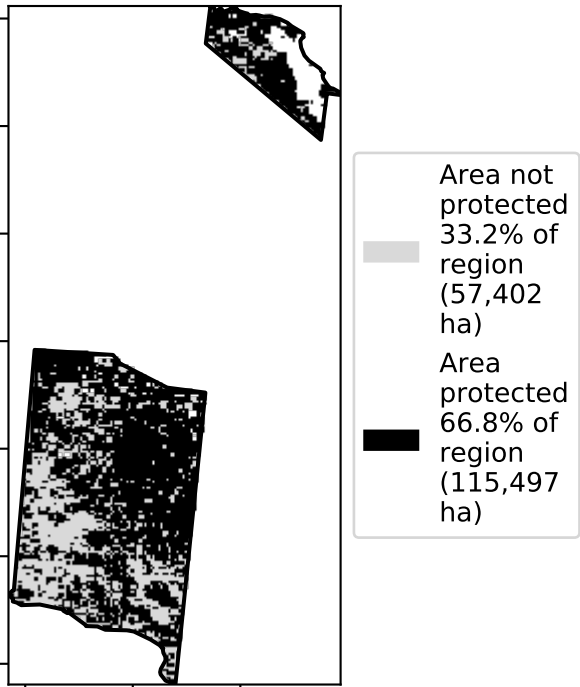 Area not
protected
33.2% of
region
(57,402
ha)
Area
protected
66.8% of
region
(115,497
ha)